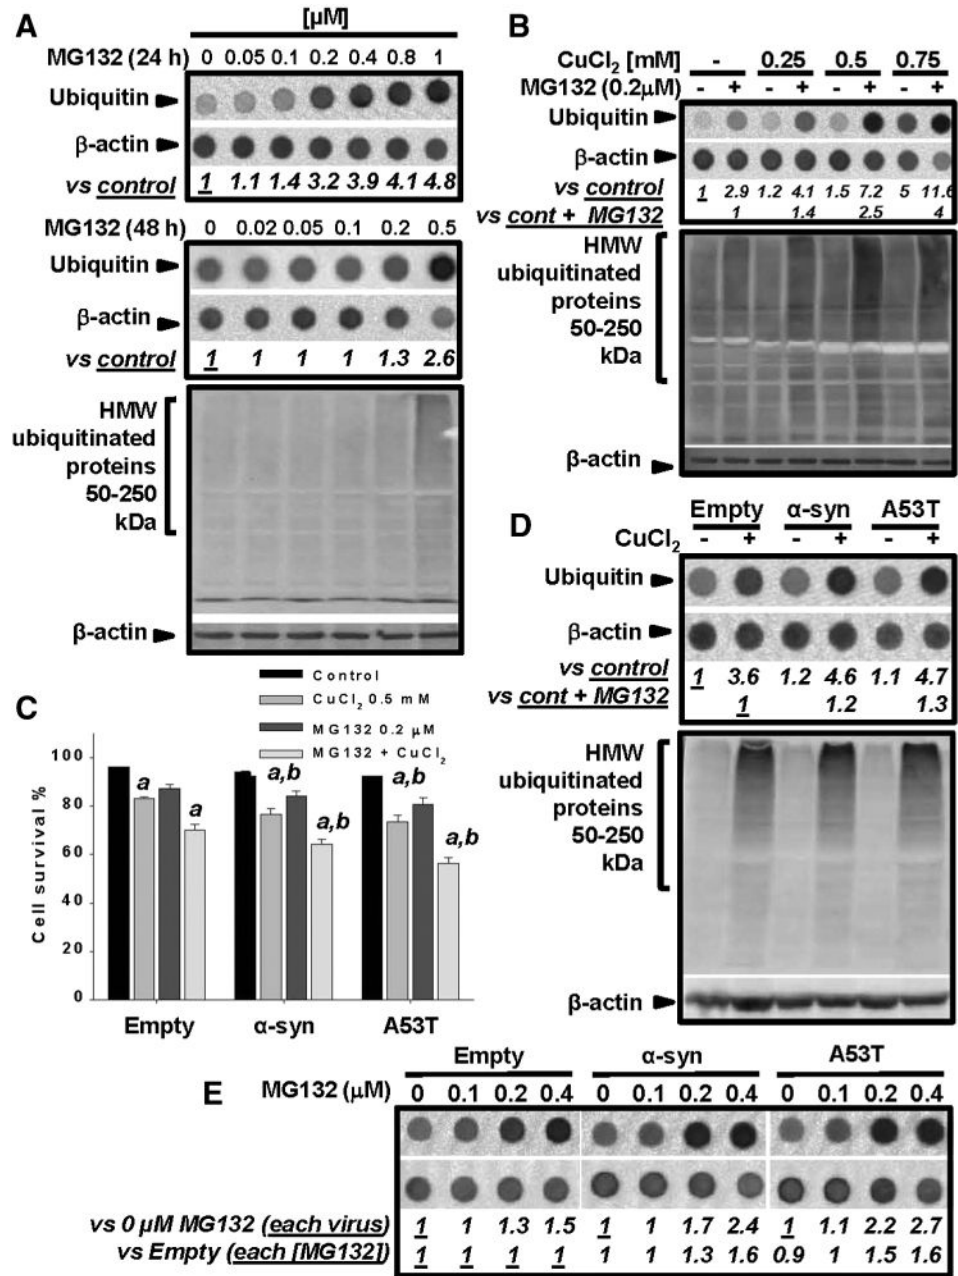 A
[µM]
MG132 (24 h) 0 0.05 0.1 0.2 0.4 0.8 1
Ubiquitin
β-actin
vs control 1 1.1 1.4 3.2 3.9 4.1 4.8
MG132 (48 h) 0 0.02 0.05 0.1 0.2 0.5
Ubiquitin
β-actin
vs control 1 1 1 1 1.3 2.6
HMW
ubiquitinated
proteins
50-250
kDa
β-actin
B
CuCl2 [mM] - 0.25 0.5 0.75
MG132 (0.2µM) - + - + - + - +
Ubiquitin
β-actin
vs control 1 2.9 1.2 4.1 1.5 7.2 5 11.6
vs cont + MG132 1 1.4 2.5 4
HMW
ubiquitinated
proteins
50-250
kDa
β-actin
C
Control
CuCl2 0.5 mM
MG132 0.2 µM
MG132 + CuCl2
Cell survival %
100
80
60
40
20
0
a a a,b a,b a,b a,b
Empty α-syn A53T
D
Empty α-syn A53T
CuCl2 - + - + - +
Ubiquitin
β-actin
vs control 1 3.6 1.2 4.6 1.1 4.7
vs cont + MG132 1 1.2 1.3
HMW
ubiquitinated
proteins
50-250
kDa
β-actin
E
Empty α-syn A53T
MG132 (µM) 0 0.1 0.2 0.4 0 0.1 0.2 0.4 0 0.1 0.2 0.4
vs 0 µM MG132 (each virus) 1 1 1.3 1.5 1 1 1.7 2.4 1 1.1 2.2 2.7
vs Empty (each [MG132]) 1 1 1 1 1 1 1.3 1.6 0.9 1 1.5 1.6